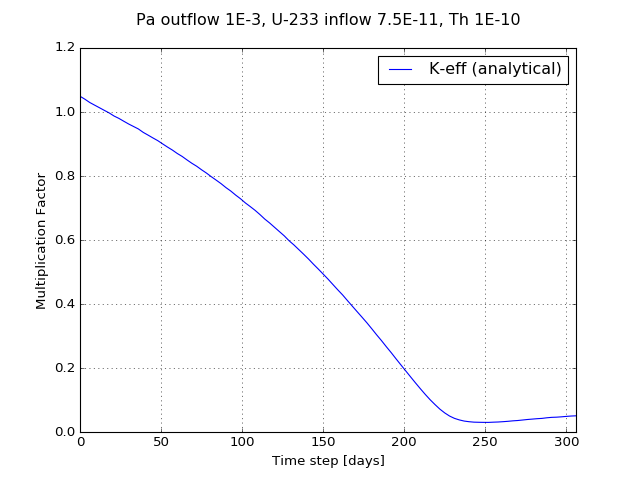 Pa outflow 1E-3, U-233 inflow 7.5E-11, Th 1E-10
K-eff (analytical)
Multiplication Factor
1.2
1.0
0.8
0.6
0.4
0.2
0.0
0 50 100 150 200 250 300
Time step [days]